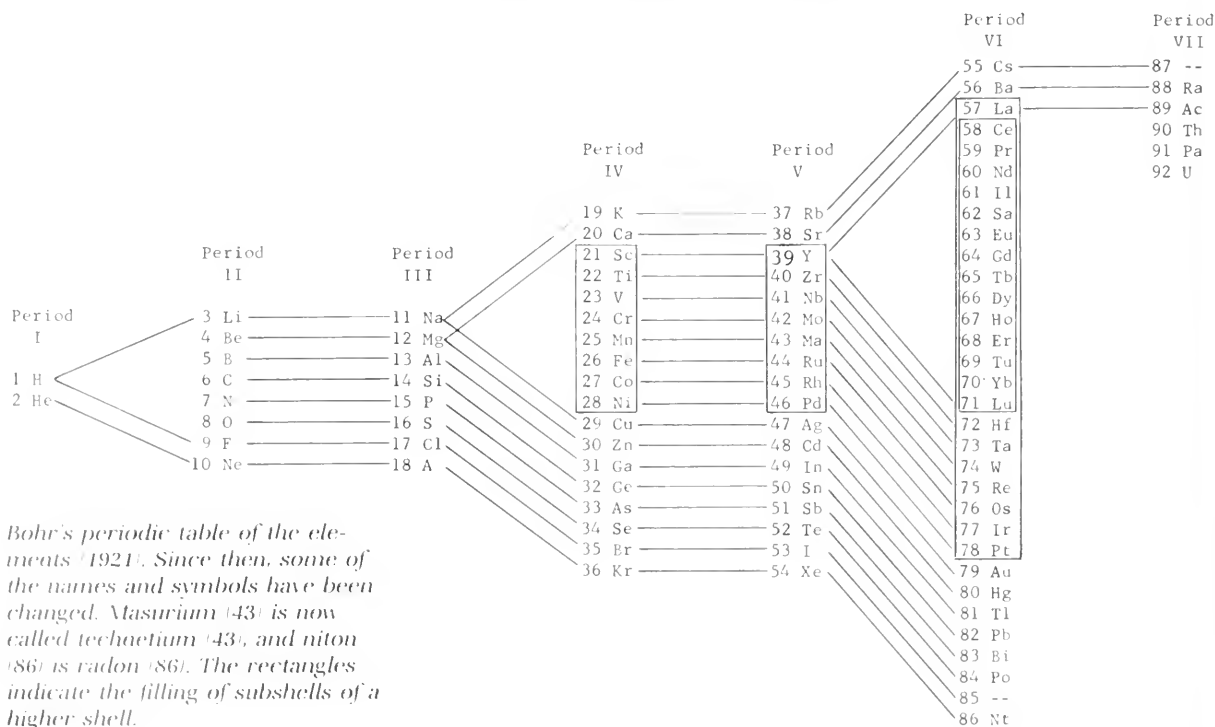 Period
I
1 H
2 He
Period
II
3 Li
4 Be
5 B
6 C
7 N
8 O
9 F
10 Ne
Period
III
11 Na
12 Mg
13 Al
14 Si
15 P
16 S
17 Cl
18 A
Period
IV
19 K
20 Ca
21 Sc
22 Ti
23 V
24 Cr
25 Mn
26 Fe
27 Co
28 Ni
29 Cu
30 Zn
31 Ga
32 Ge
33 As
34 Se
35 Br
36 Kr
Period
V
37 Rb
38 Sr
39 Y
40 Zr
41 Nb
42 Mo
43 Ma
44 Ru
45 Rh
46 Pd
47 Ag
48 Cd
49 In
50 Sn
51 Sb
52 Te
53 I
54 Xe
Period
VI
55 Cs
56 Ba
57 La
58 Ce
59 Pr
60 Nd
61 Il
62 Sa
63 Eu
64 Gd
65 Tb
66 Dy
67 Ho
68 Er
69 Tu
70 Yb
71 Lu
72 Hf
73 Ta
74 W
75 Re
76 Os
77 Ir
78 Pt
79 Au
80 Hg
81 Tl
82 Pb
83 Bi
84 Po
85 --
86 Nt
Period
VII
87 --
88 Ra
89 Ac
90 Th
91 Pa
92 U
Bohr's periodic table of the ele-
ments (1921). Since then, some of
the names and symbols have been
changed. Masurium (43) is now
called technetium (43), and niton
(86) is radon (86). The rectangles
indicate the filling of subshells of a
higher shell.